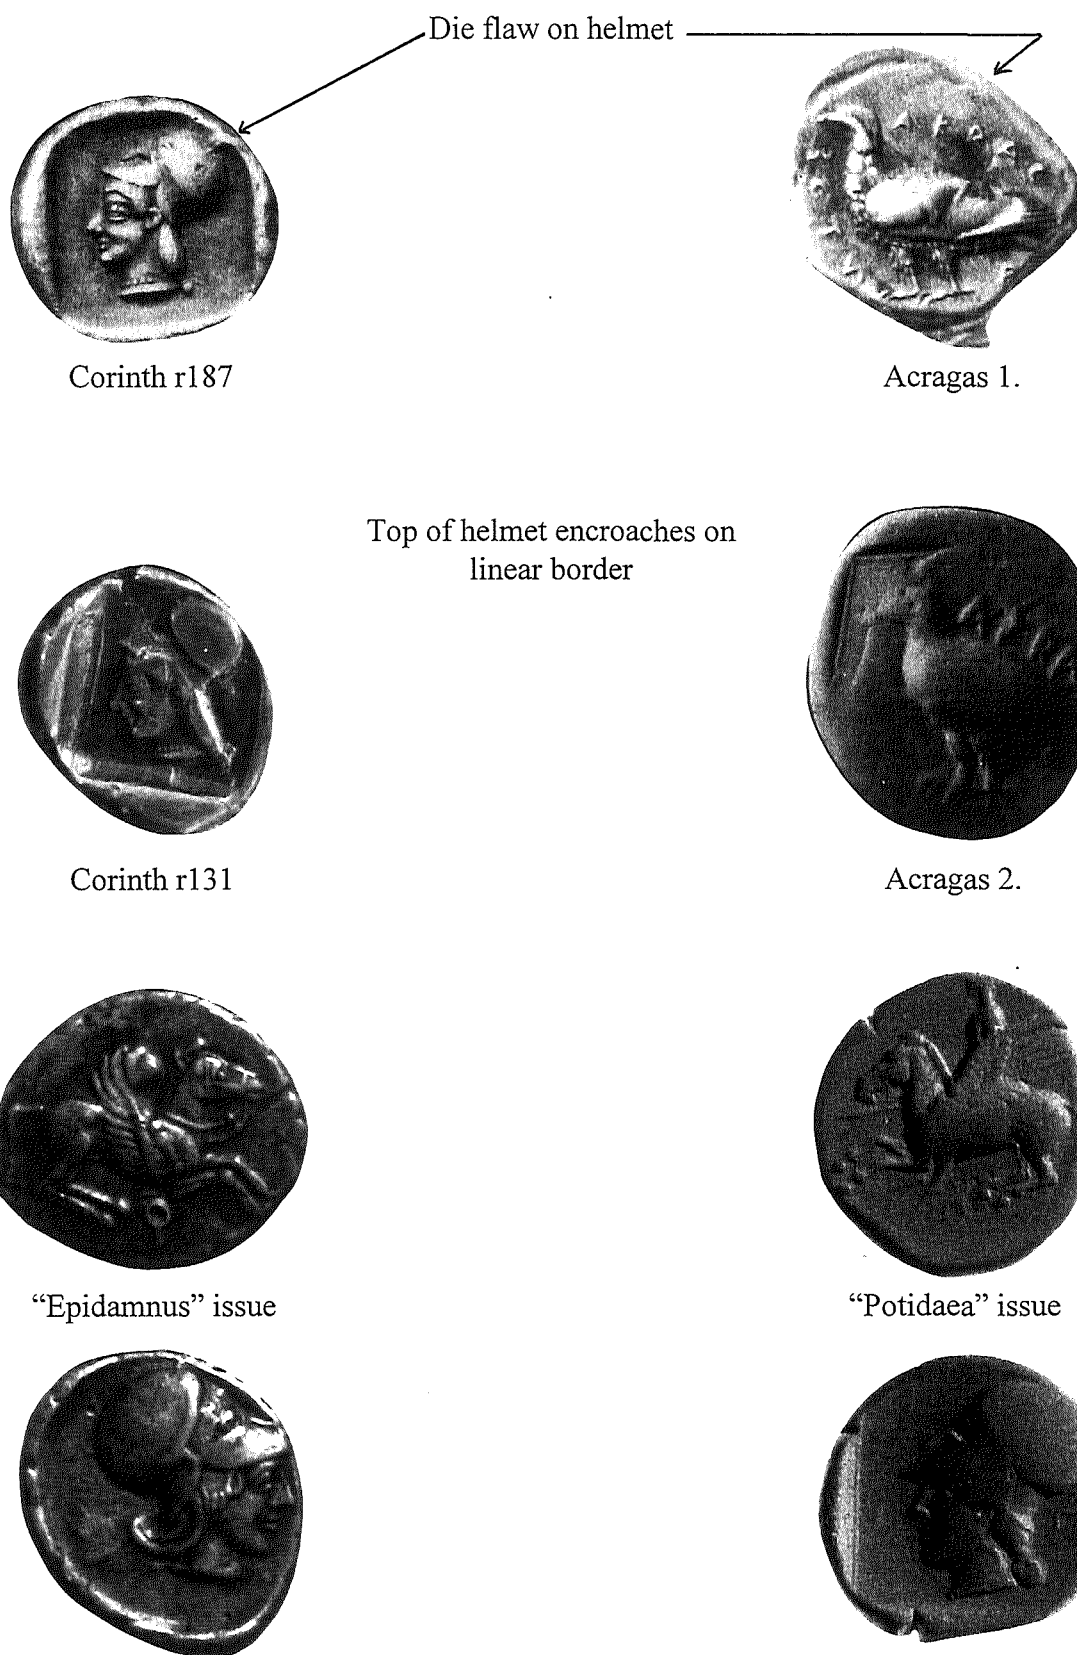 Die flaw on helmet
Corinth r187
Acragas 1.
Top of helmet encroaches on
linear border
Corinth r131
Acragas 2.
“Epidamnus” issue
“Potidaea” issue